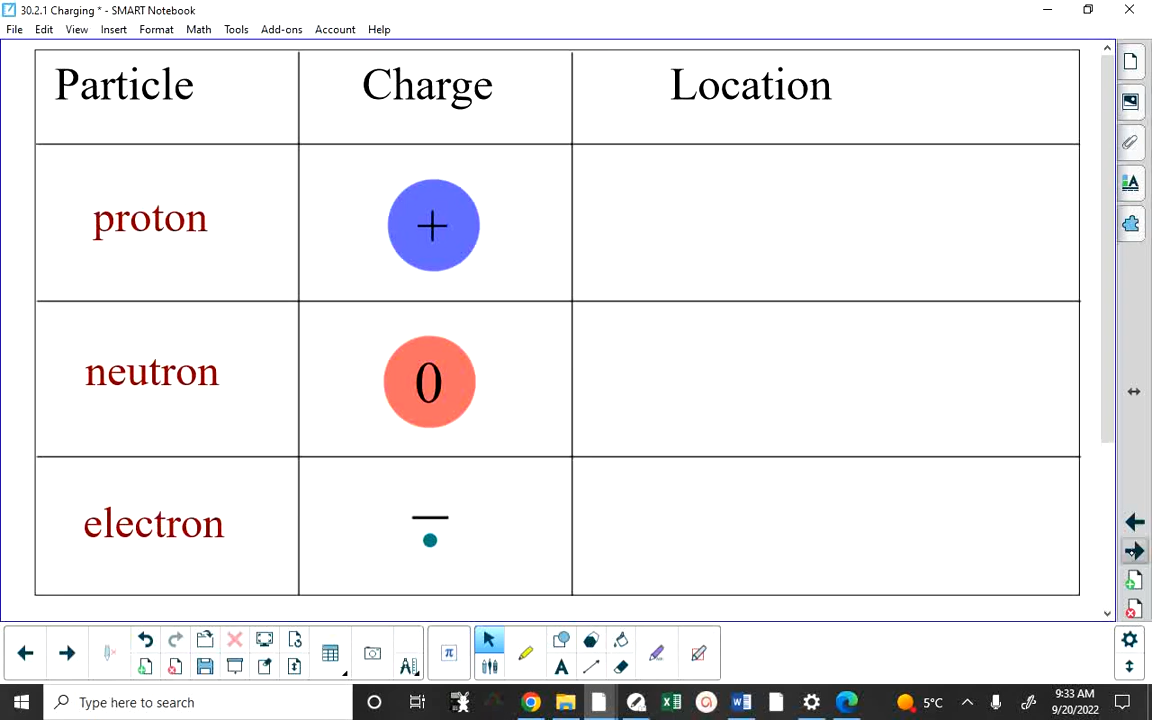 30.2.1 Charging * - SMART Notebook
File Edit View Insert Format Math Tools Add-ons Account Help
Particle Charge Location
proton +
neutron 0
electron —
π
A
Type here to search
5°C
9:33 AM
9/20/2022